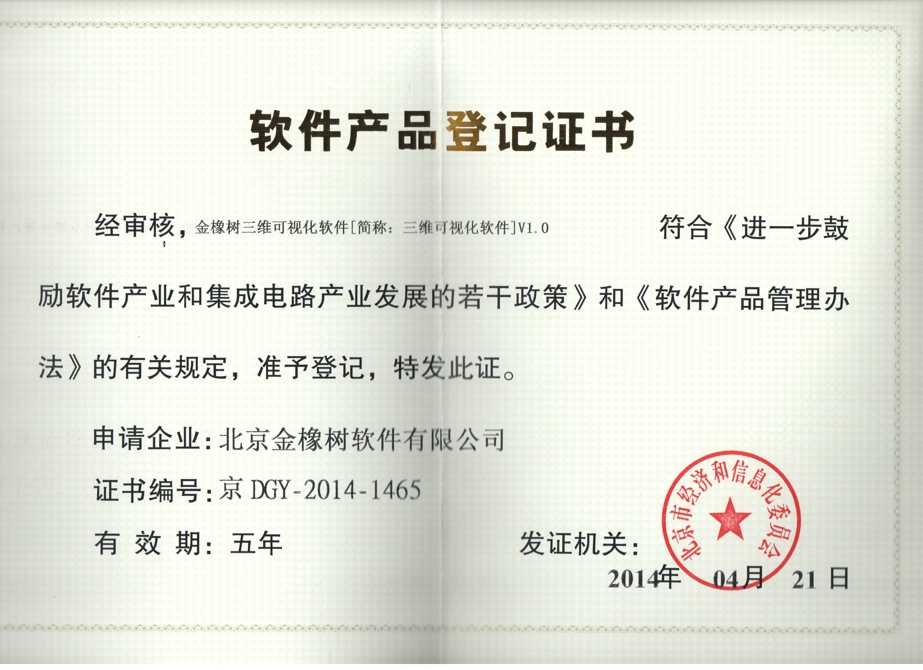 软件产品登记证书
经审核，金橡树三维可视化软件[简称：三维可视化软件]V1.0 符合《进一步鼓
励软件产业和集成电路产业发展的若干政策》和《软件产品管理办
法》的有关规定，准予登记，特发此证。
申请企业：北京金橡树软件有限公司
证书编号：京 DGY-2014-1465
有 效 期：五年
发证机关：
北京市经济和信息化委员会
2014年 04月 21日